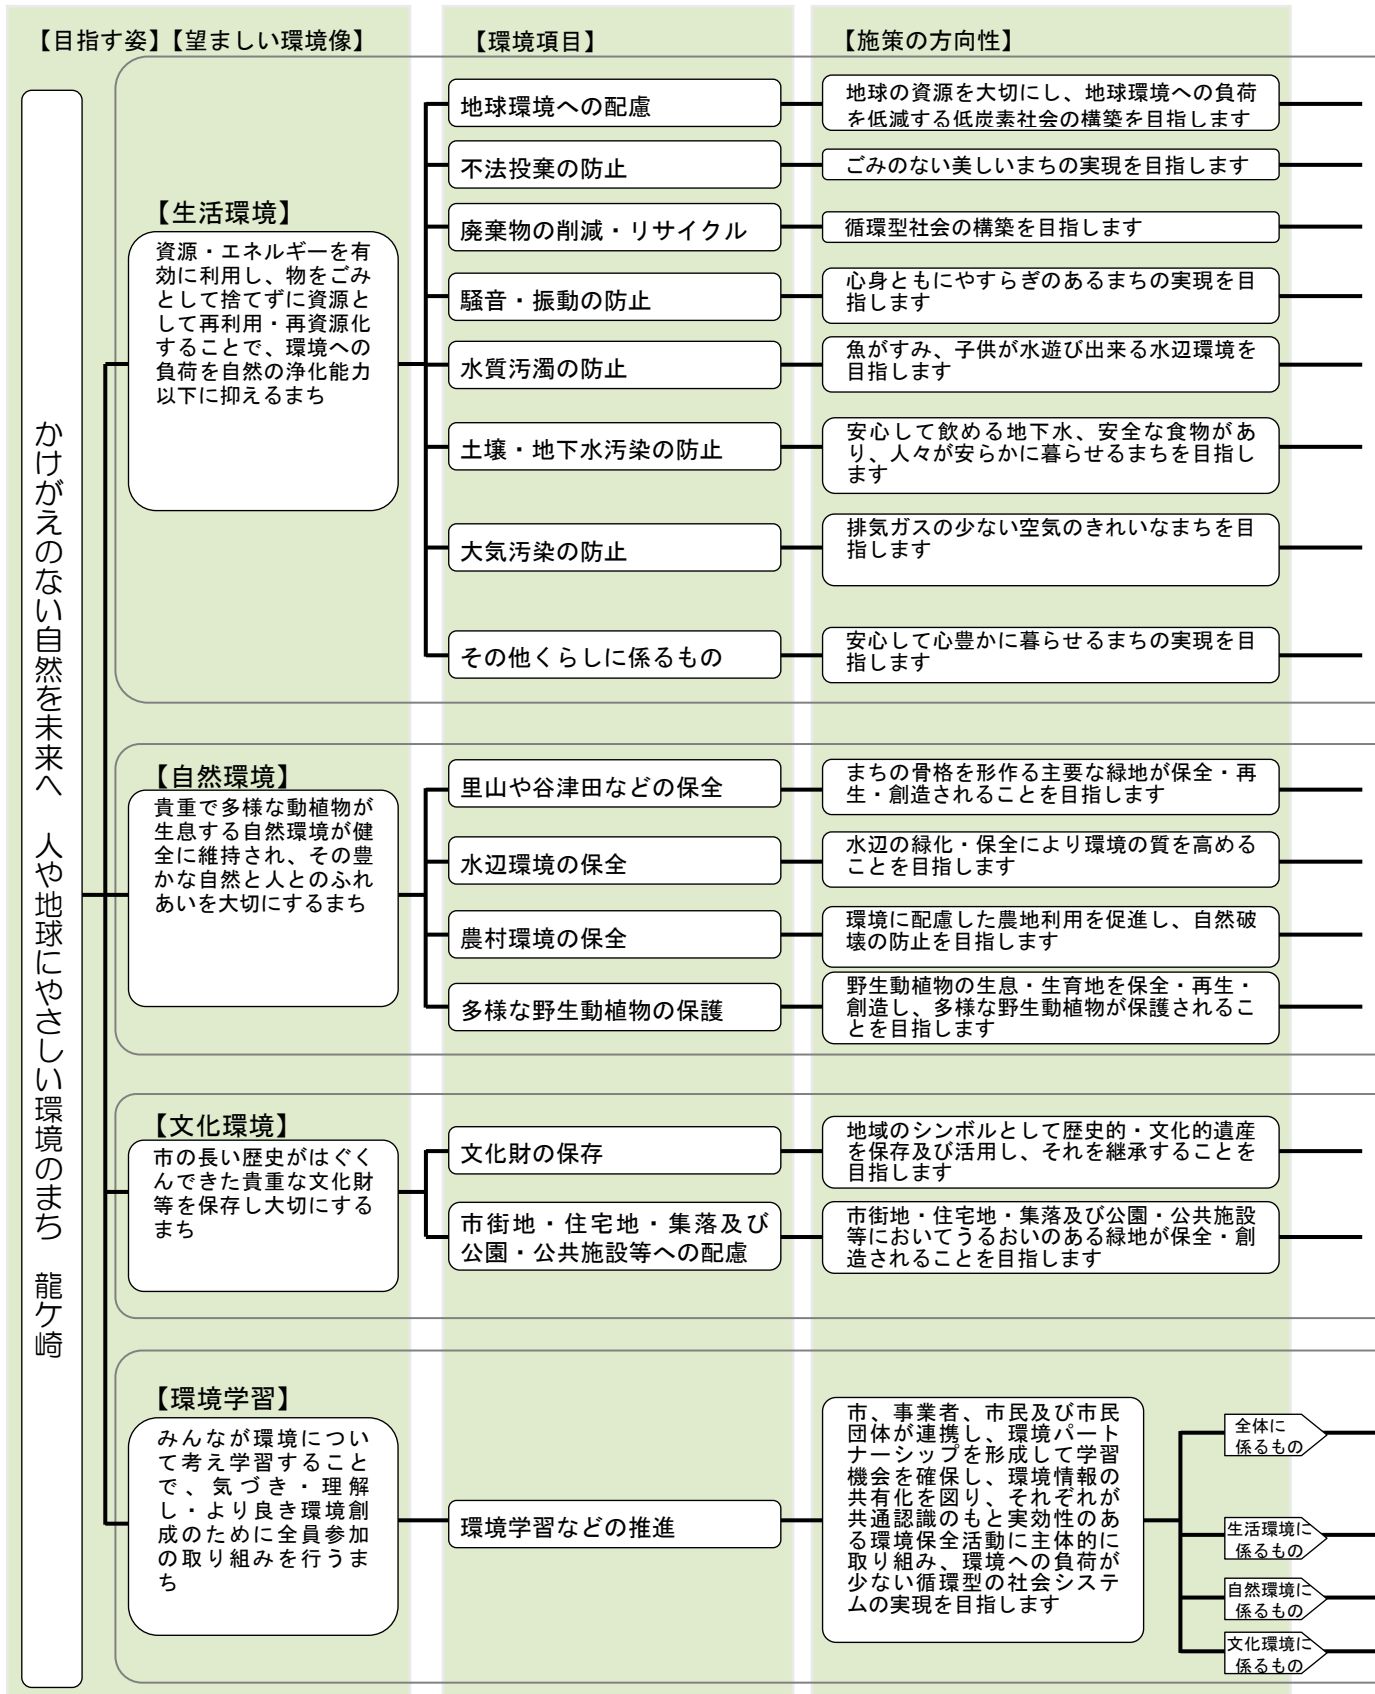 【目指す姿】【望ましい環境像】
【環境項目】
【施策の方向性】
かけがえのない自然を未来へ　人や地球にやさしい環境のまち　龍ケ崎
【生活環境】
資源・エネルギーを有
効に利用し、物をごみ
として捨てずに資源と
して再利用・再資源化
することで、環境への
負荷を自然の浄化能力
以下に抑えるまち
地球環境への配慮
地球の資源を大切にし、地球環境への負荷
を低減する低炭素社会の構築を目指します
不法投棄の防止
ごみのない美しいまちの実現を目指します
廃棄物の削減・リサイクル
循環型社会の構築を目指します
騒音・振動の防止
心身ともにやすらぎのあるまちの実現を目
指します
水質汚濁の防止
魚がすみ、子供が水遊び出来る水辺環境を
目指します
土壌・地下水汚染の防止
安心して飲める地下水、安全な食物があ
り、人々が安らかに暮らせるまちを目指し
ます
大気汚染の防止
排気ガスの少ない空気のきれいなまちを目
指します
その他くらしに係るもの
安心して心豊かに暮らせるまちの実現を目
指します
【自然環境】
貴重で多様な動植物が
生息する自然環境が健
全に維持され、その豊
かな自然と人とのふれ
あいを大切にするまち
里山や谷津田などの保全
まちの骨格を形作る主要な緑地が保全・再
生・創造されることを目指します
水辺環境の保全
水辺の緑化・保全により環境の質を高める
ことを目指します
農村環境の保全
環境に配慮した農地利用を促進し、自然破
壊の防止を目指します
多様な野生動植物の保護
野生動植物の生息・生育地を保全・再生・
創造し、多様な野生動植物が保護されるこ
とを目指します
【文化環境】
市の長い歴史がはぐく
んできた貴重な文化財
等を保存し大切にする
まち
文化財の保存
地域のシンボルとして歴史的・文化的遺産
を保存及び活用し、それを継承することを
目指します
市街地・住宅地・集落及び
公園・公共施設等への配慮
市街地・住宅地・集落及び公園・公共施設
等においてうるおいのある緑地が保全・創
造されることを目指します
【環境学習】
みんなが環境につい
て考え学習すること
で、気づき・理解
し・より良き環境創
成のために全員参加
の取り組みを行うま
ち
環境学習などの推進
市、事業者、市民及び市民
団体が連携し、環境パート
ナーシップを形成して学習
機会を確保し、環境情報の
共有化を図り、それぞれが
共通認識のもと実効性のあ
る環境保全活動に主体的に
取り組み、環境への負荷が
少ない循環型の社会システ
ムの実現を目指します
全体に
係るもの
生活環境に
係るもの
自然環境に
係るもの
文化環境に
係るもの